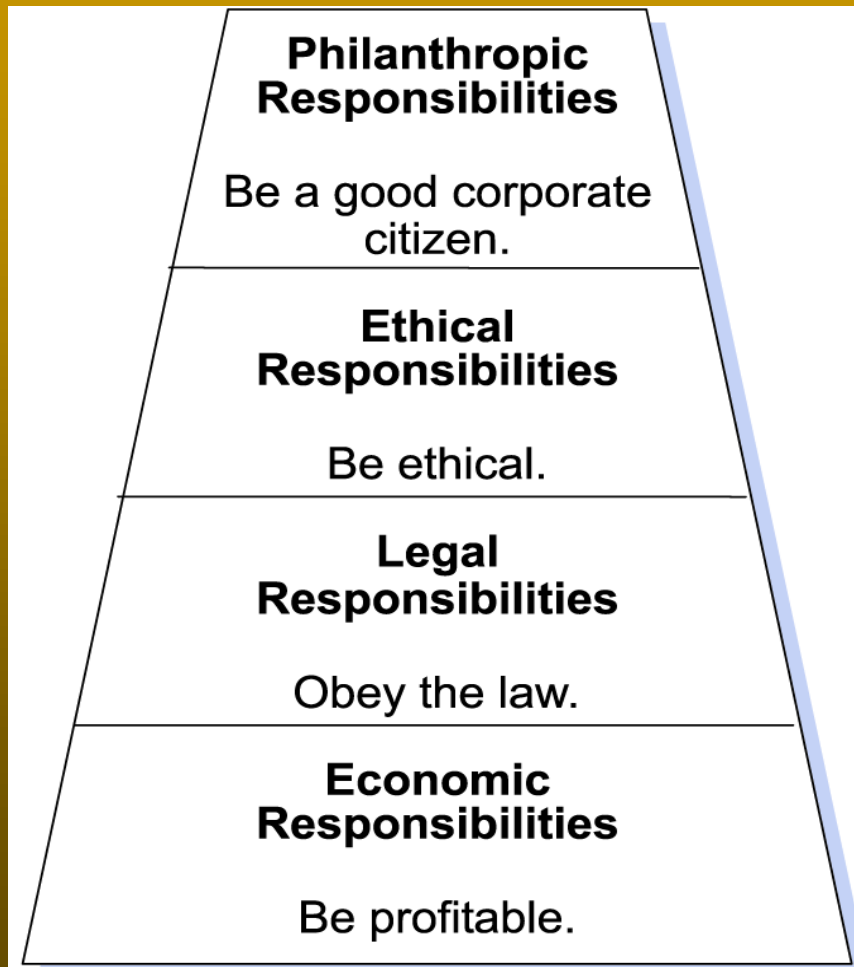 Philanthropic
Responsibilities
Be a good corporate
citizen.
Ethical
Responsibilities
Be ethical.
Legal
Responsibilities
Obey the law.
Economic
Responsibilities
Be profitable.